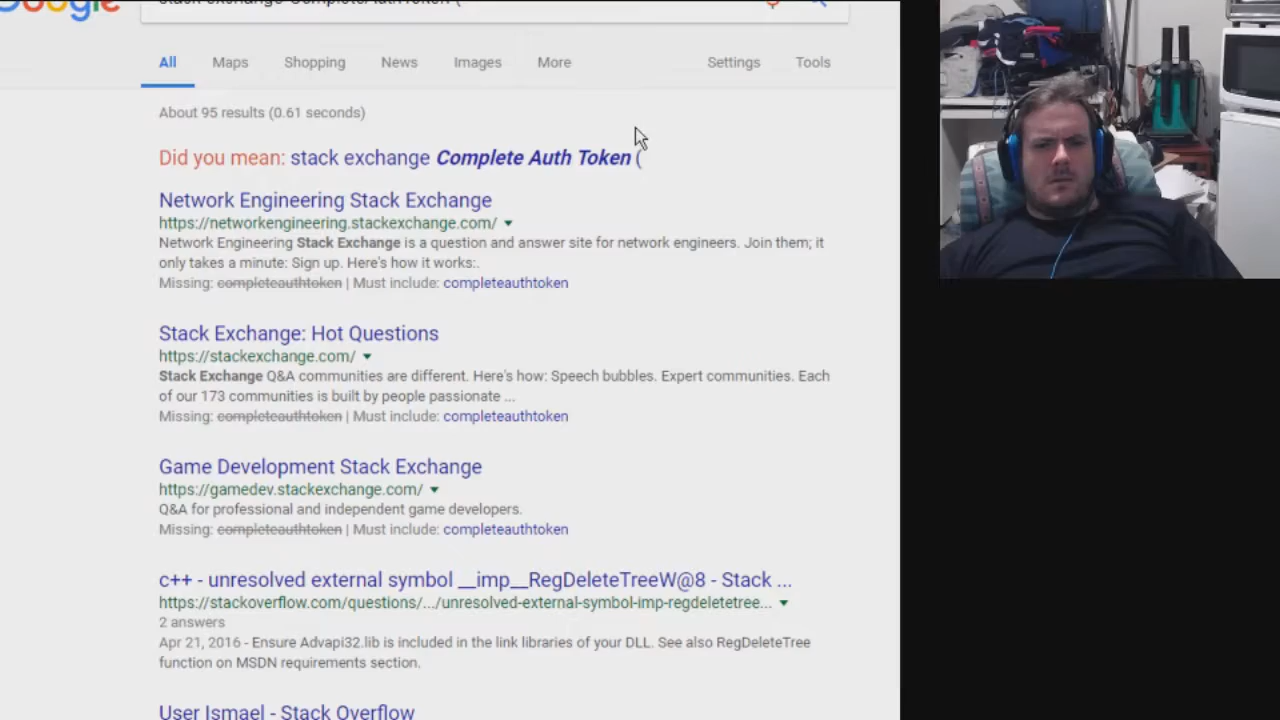 Google
stack exchange CompleteAuthToken (
All Maps Shopping News Images More Settings Tools
About 95 results (0.61 seconds)
Did you mean: stack exchange Complete Auth Token (
Network Engineering Stack Exchange
https://networkengineering.stackexchange.com/
Network Engineering Stack Exchange is a question and answer site for network engineers. Join them; it
only takes a minute: Sign up. Here's how it works:.
Missing: completeauthtoken | Must include: completeauthtoken
Stack Exchange: Hot Questions
https://stackexchange.com/
Stack Exchange Q&A communities are different. Here's how: Speech bubbles. Expert communities. Each
of our 173 communities is built by people passionate ...
Missing: completeauthtoken | Must include: completeauthtoken
Game Development Stack Exchange
https://gamedev.stackexchange.com/
Q&A for professional and independent game developers.
Missing: completeauthtoken | Must include: completeauthtoken
c++ - unresolved external symbol __imp__RegDeleteTreeW@8 - Stack ...
https://stackoverflow.com/questions/.../unresolved-external-symbol-imp-regdeletetree...
2 answers
Apr 21, 2016 - Ensure Advapi32.lib is included in the link libraries of your DLL. See also RegDeleteTree
function on MSDN requirements section.
User Ismael - Stack Overflow